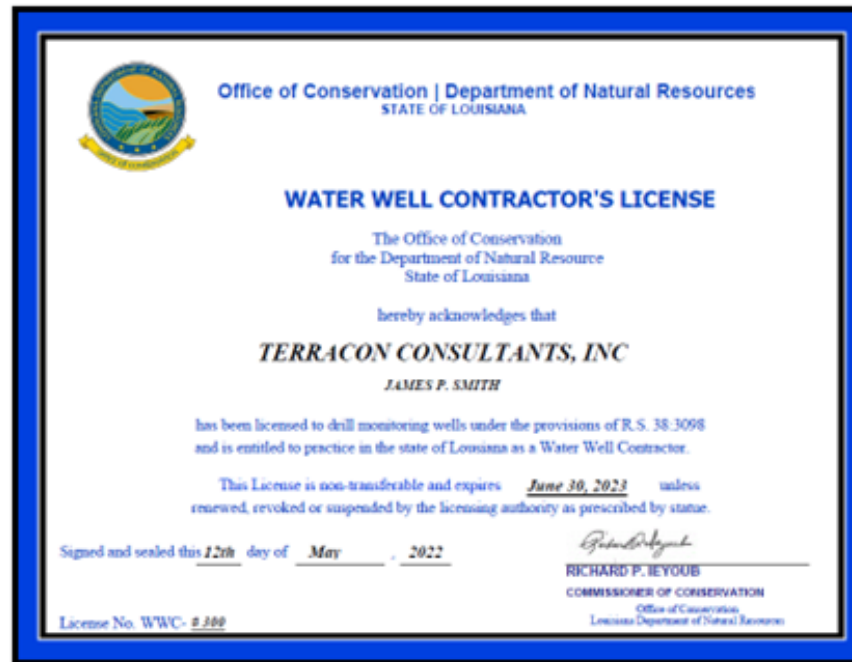 Office of Conservation | Department of Natural Resources
STATE OF LOUISIANA
WATER WELL CONTRACTOR'S LICENSE
The Office of Conservation
for the Department of Natural Resource
State of Louisiana
hereby acknowledges that
TERRACON CONSULTANTS, INC
JAMES P. SMITH
has been licensed to drill monitoring wells under the provisions of R.S. 38:3098
and is entitled to practice in the state of Lousiana as a Water Well Contractor.
This License is non-transferable and expires June 30, 2023 unless
renewed, revoked or suspended by the licensing authority as prescribed by statue.
Signed and sealed this 12th day of May , 2022
RICHARD P. IEYOUB
COMMISSIONER OF CONSERVATION
Office of Conservation
Louisiana Department of Natural Resources
License No. WWC- # 300